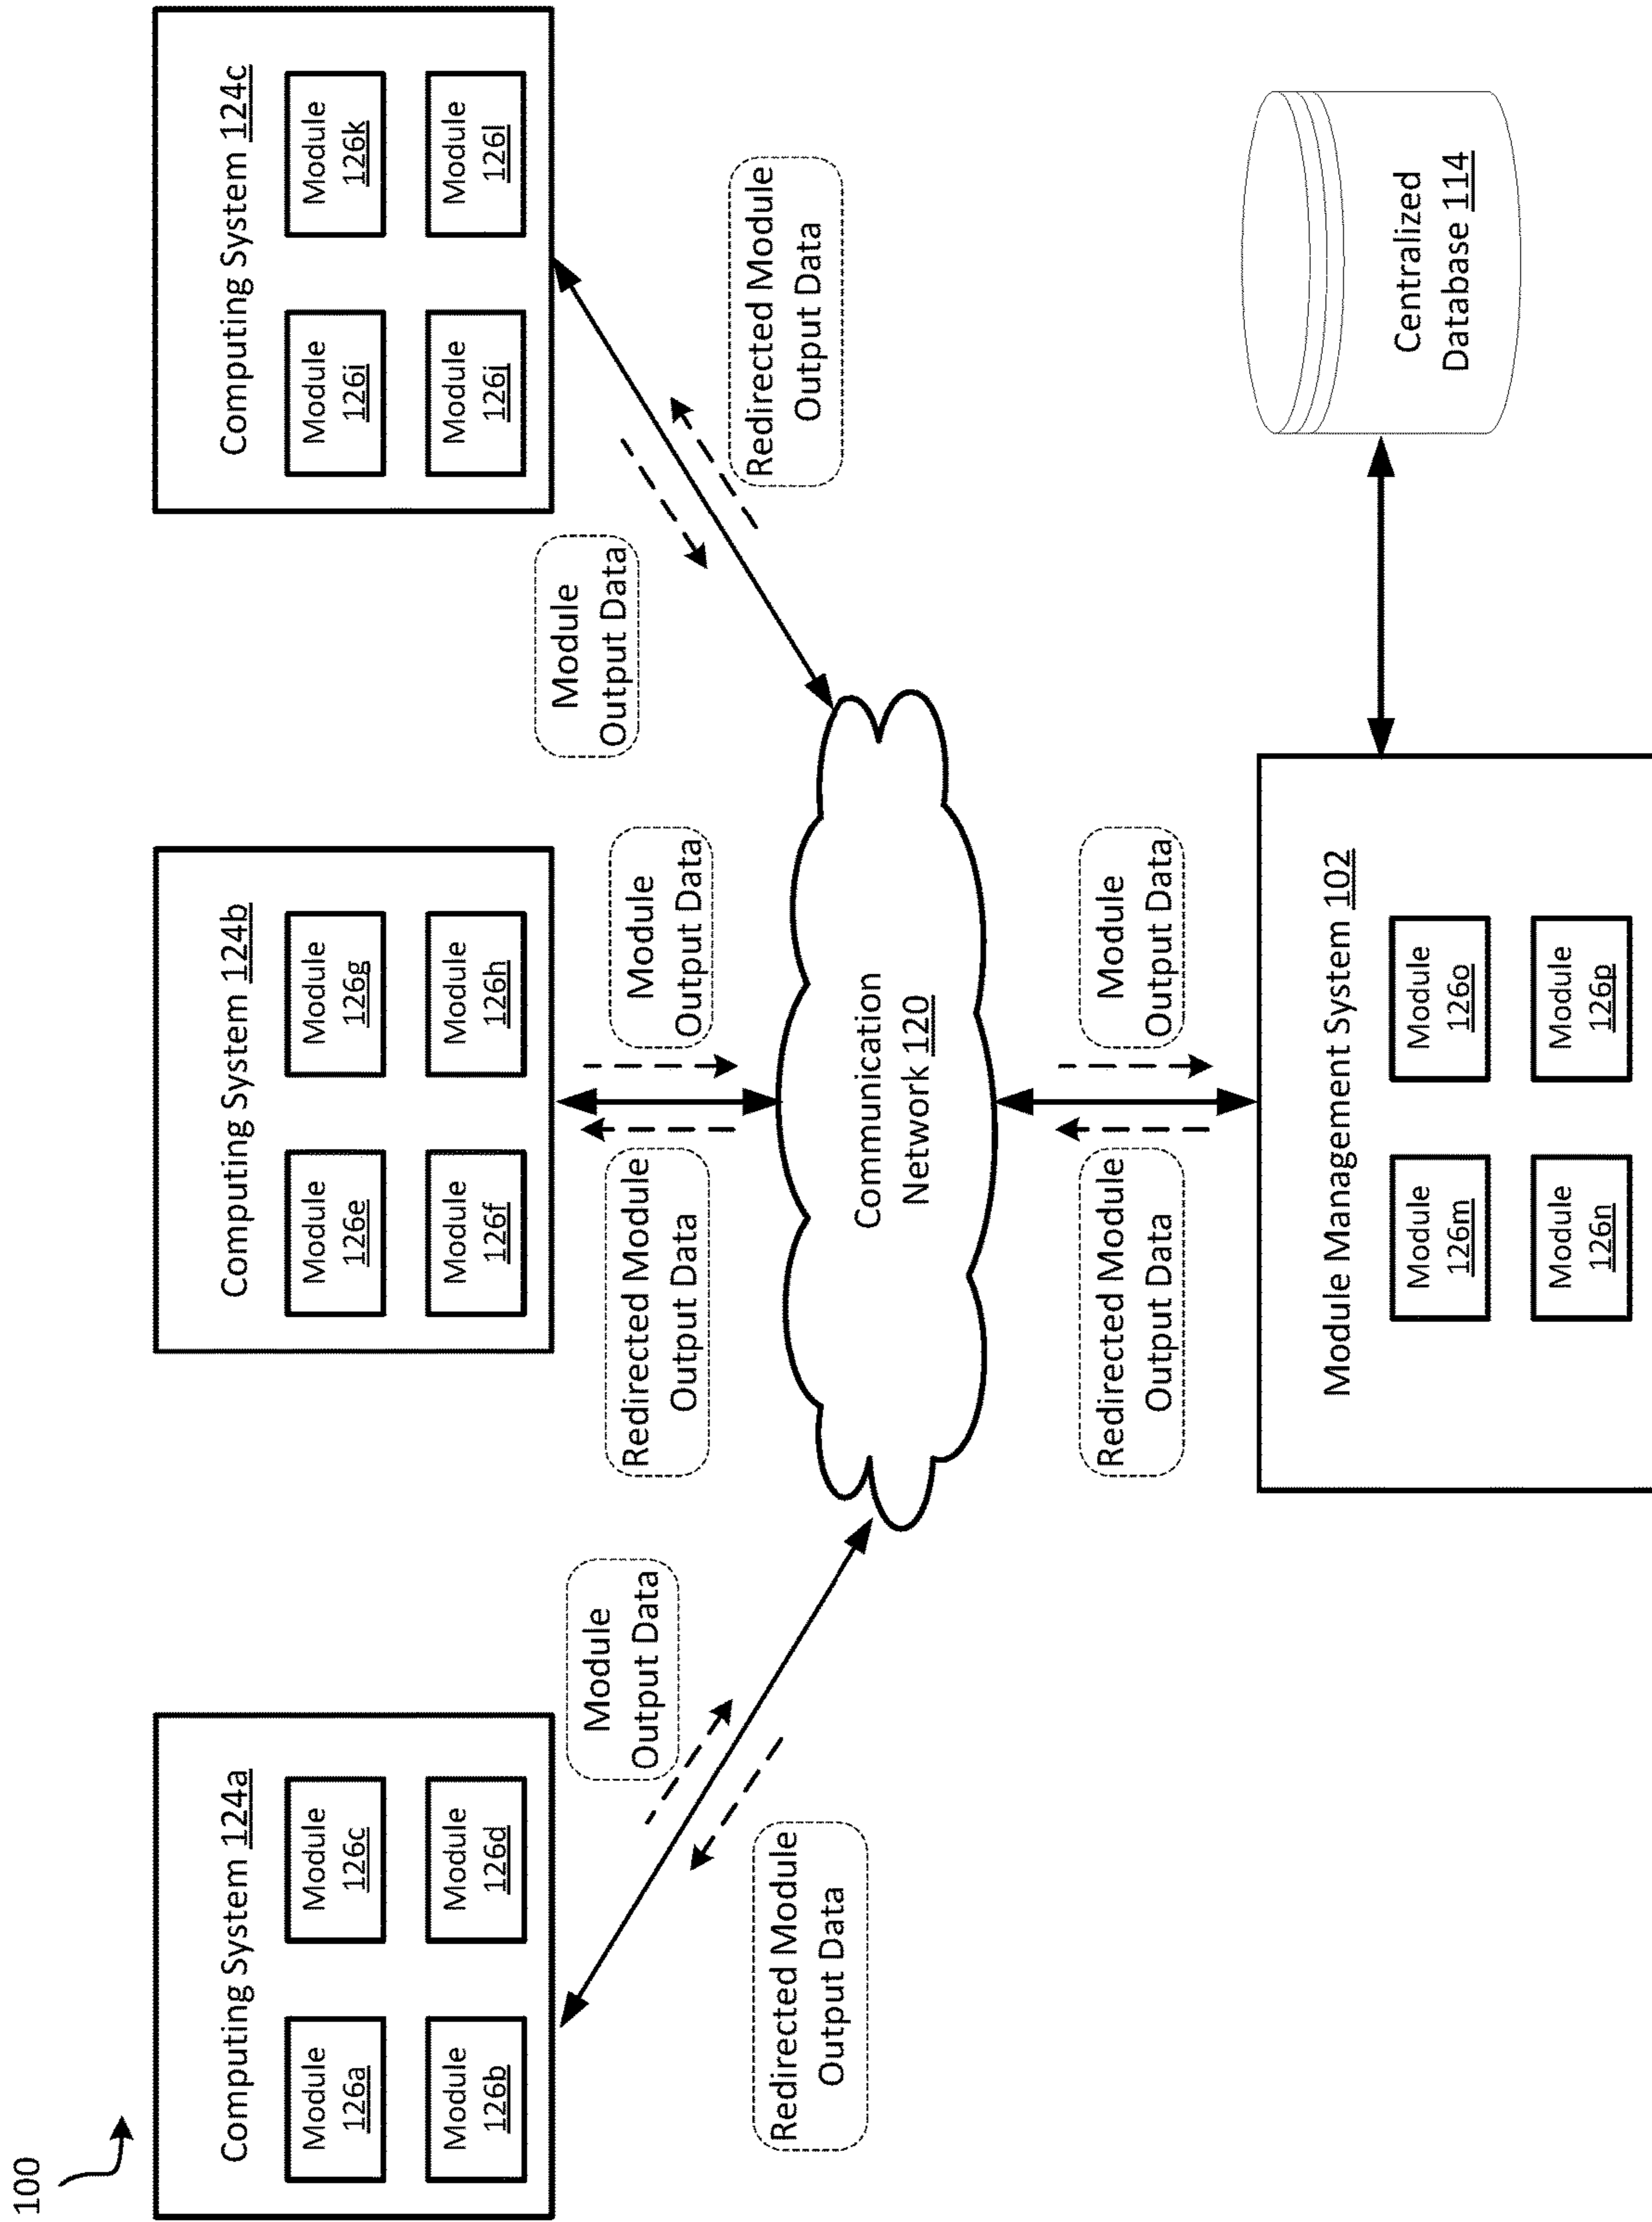 100
Computing System 124a
Module
126a
Module
126c
Module
126b
Module
126d
Computing System 124b
Module
126e
Module
126g
Module
126f
Module
126h
Computing System 124c
Module
126i
Module
126k
Module
126j
Module
126l
Module
Output Data
Redirected Module
Output Data
Redirected Module
Output Data
Module
Output Data
Module
Output Data
Redirected Module
Output Data
Communication
Network 120
Redirected Module
Output Data
Module
Output Data
Module Management System 102
Module
126m
Module
126o
Module
126n
Module
126p
Centralized
Database 114